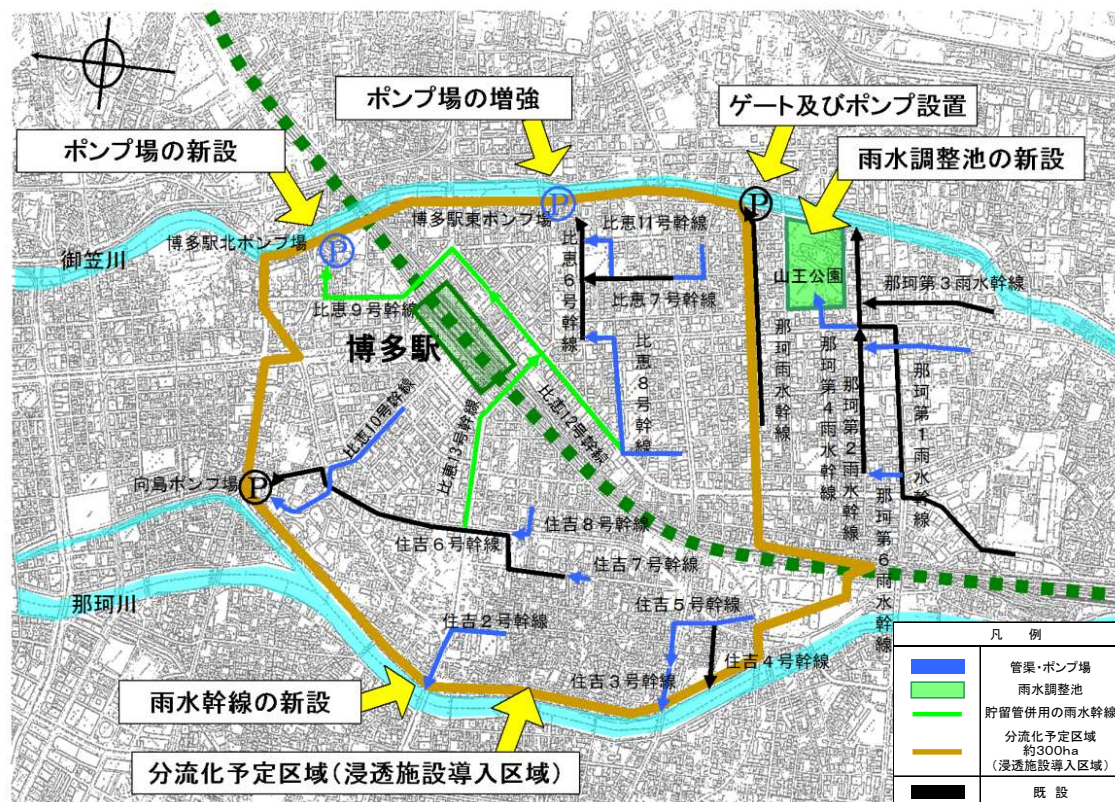 ポンプ場の増強
ゲート及びポンプ設置
ポンプ場の新設
雨水調整池の新設
P
P
P
博多駅北ポンプ場
博多駅東ポンプ場
比恵11号幹線
御笠川
比恵6号幹線
山王公園
比恵7号幹線
那珂第3雨水幹線
比恵9号幹線
博多駅
那珂雨水幹線
比恵8号幹線
那珂第4雨水幹線
那珂第2雨水幹線
那珂第1雨水幹線
比恵10号幹線
比恵13号幹線
比恵12号幹線
向島ポンプ場
P
住吉6号幹線
住吉8号幹線
住吉7号幹線
那珂第6雨水幹線
那珂川
住吉2号幹線
住吉5号幹線
住吉3号幹線
住吉4号幹線
雨水幹線の新設
分流化予定区域(浸透施設導入区域)
凡 例
管渠・ポンプ場
雨水調整池
貯留管併用の雨水幹線
分流化予定区域
約300ha
(浸透施設導入区域)
既 設